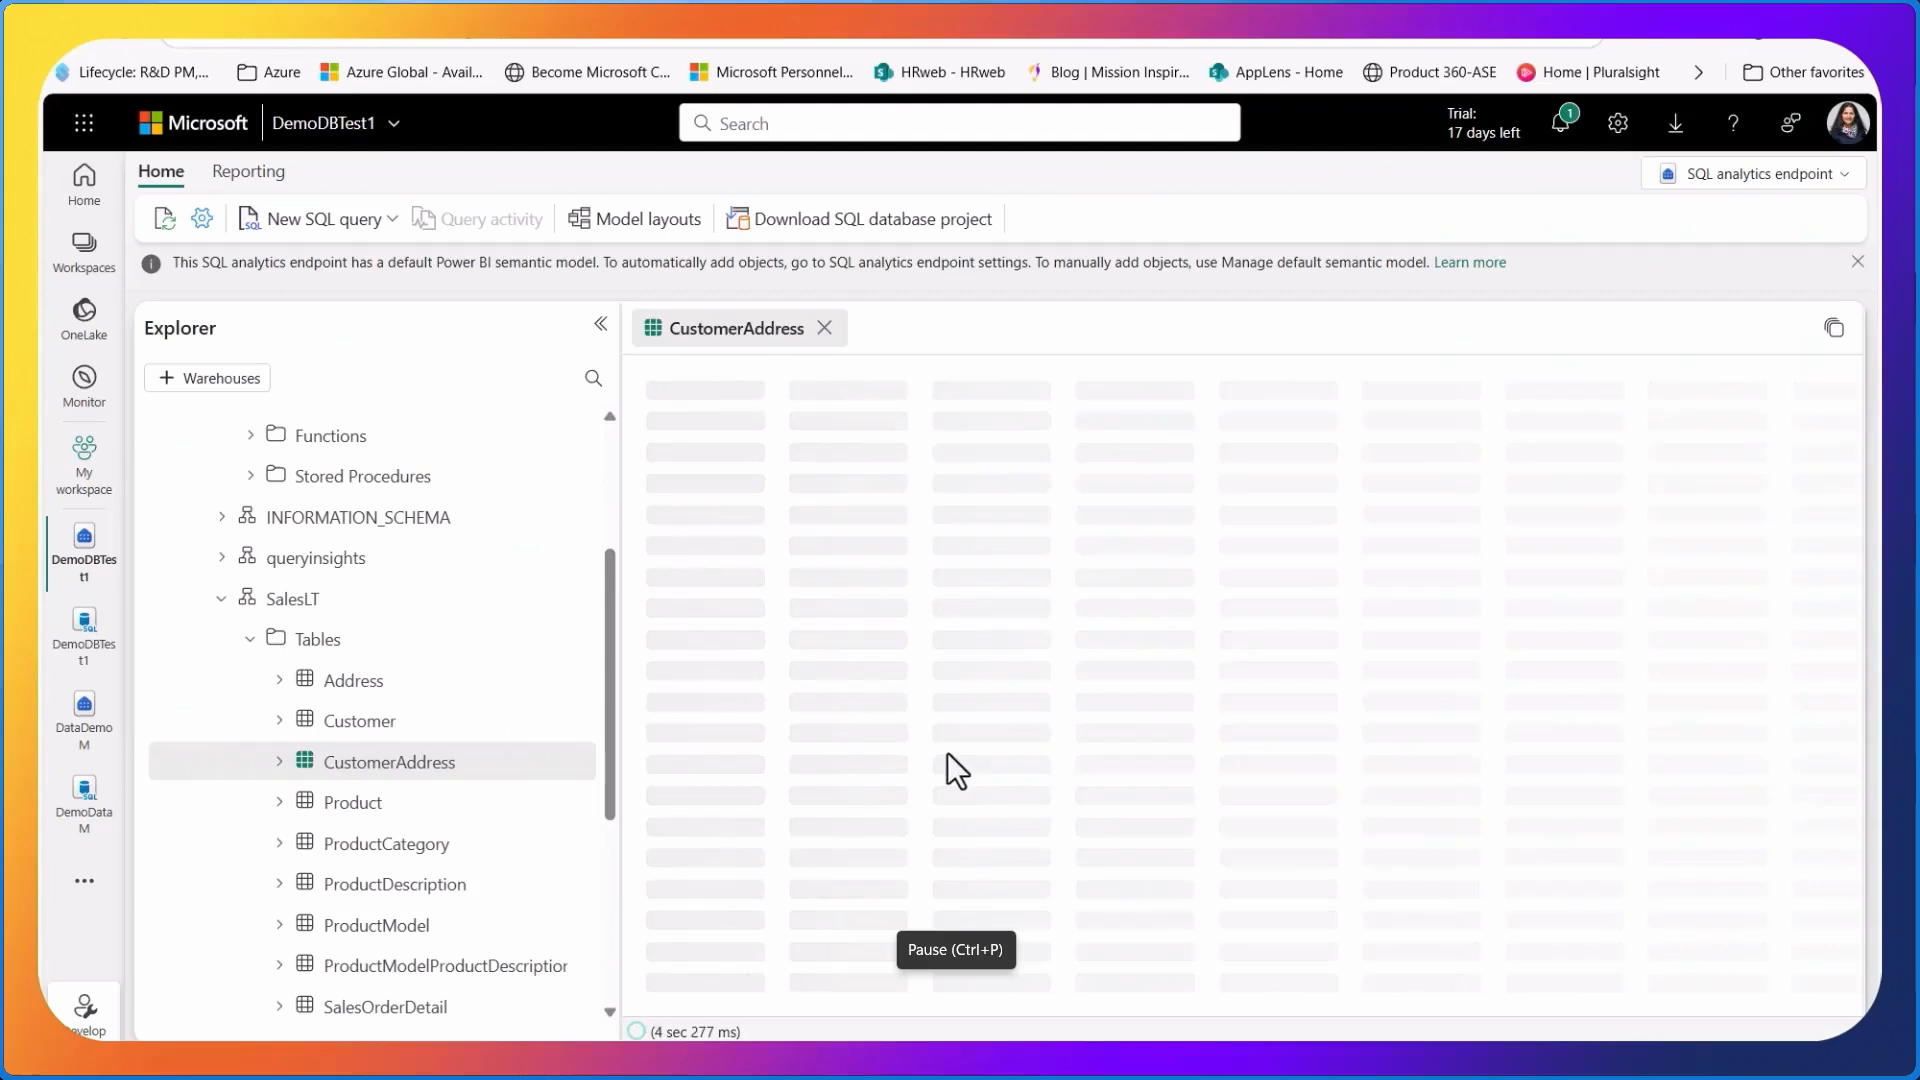 Lifecycle: R&D PM,...
Azure
Azure Global - Avail...
Become Microsoft C...
Microsoft Personnel...
HRweb - HRweb
Blog | Mission Inspir...
AppLens - Home
Product 360-ASE
Home | Pluralsight
Other favorites
Microsoft
DemoDBTest1
Search
Trial:
17 days left
1
?
Home
Reporting
SQL analytics endpoint
New SQL query
Query activity
Model layouts
Download SQL database project
This SQL analytics endpoint has a default Power BI semantic model. To automatically add objects, go to SQL analytics endpoint settings. To manually add objects, use Manage default semantic model. Learn more
Home
Workspaces
OneLake
Monitor
My
workspace
DemoDBTes
t1
SQL
DemoDBTes
t1
DataDemo
M
SQL
DemoData
M
evelop
Explorer
Warehouses
Functions
Stored Procedures
INFORMATION_SCHEMA
queryinsights
SalesLT
Tables
Address
Customer
CustomerAddress
Product
ProductCategory
ProductDescription
ProductModel
ProductModelProductDescription
SalesOrderDetail
CustomerAddress
Pause (Ctrl+P)
(4 sec 277 ms)